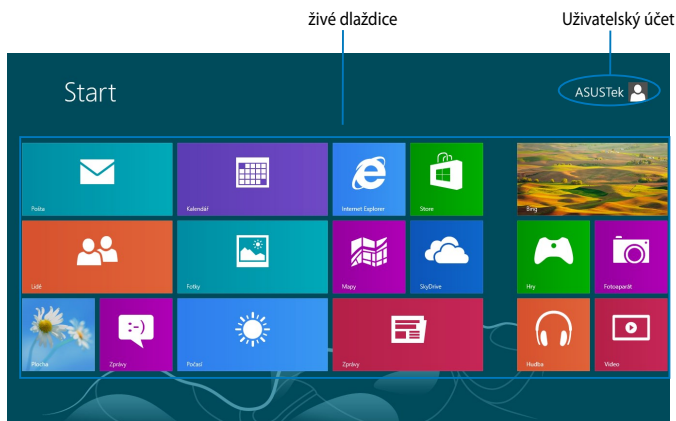 živé dlaždice
Uživatelský účet
Start
ASUSTek
Pošta
Kalendář
Internet Explorer
Store
Bing
Lidé
Fotky
Mapy
SkyDrive
Hry
Fotoaparát
Plocha
Zprávy
Počasí
Zprávy
Hudba
Video